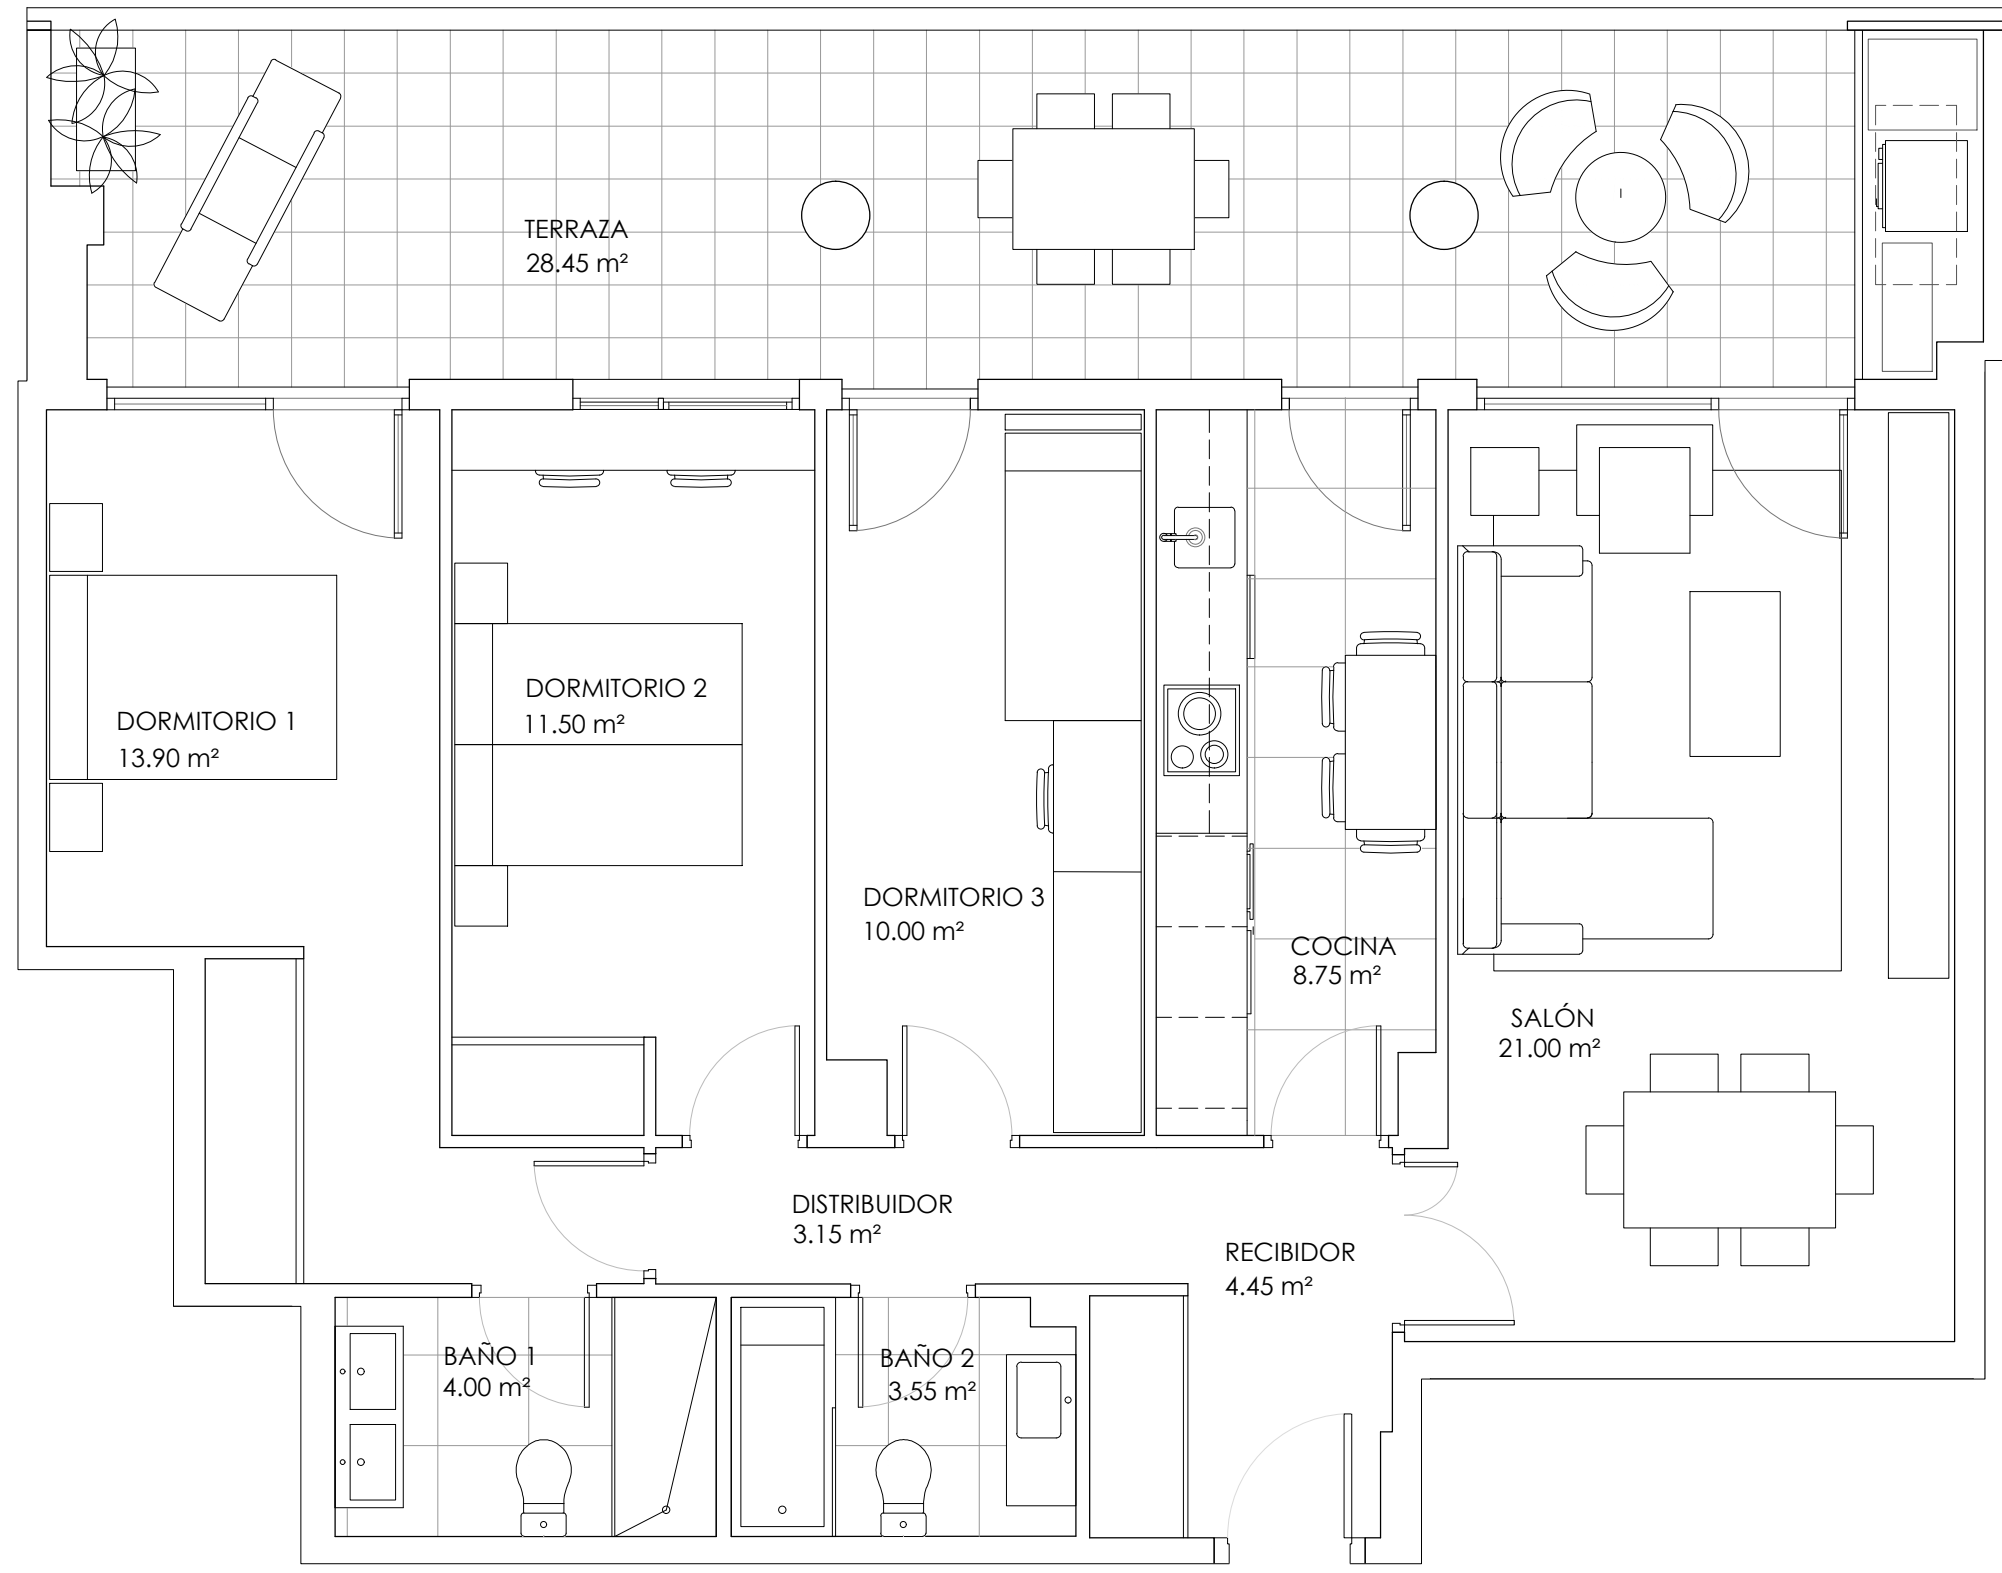 TERRAZA
28.45 m²
DORMITORIO 1
13.90 m²
DORMITORIO 2
11.50 m²
DORMITORIO 3
10.00 m²
COCINA
8.75 m²
SALÓN
21.00 m²
DISTRIBUIDOR
3.15 m²
RECIBIDOR
4.45 m²
BAÑO 1
4.00 m²
BAÑO 2
3.55 m²